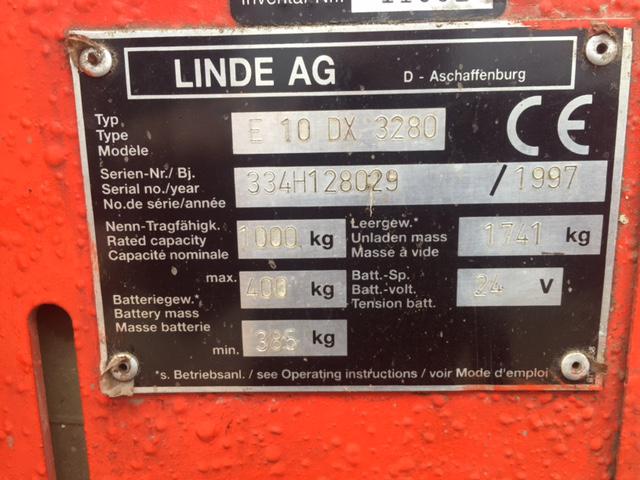 Inventar Nr.
LINDE AG D - Aschaffenburg
Typ
Type
Modèle
E 10 DX 3280
CE
Serien-Nr./ Bj.
Serial no./year
No.de série/année
334H128029 / 1997
Nenn-Tragfähigk.
Rated capacity
Capacité nominale
1000 kg
Leergew.*
Unladen mass
Masse à vide
1741 kg
Batteriegew.*
Battery mass
Masse batterie
max. 400 kg
min. 385 kg
Batt.-Sp.
Batt.-volt.
Tension batt.
24 V
*s. Betriebsanl. / see Operating instructions / voir Mode d'emploi